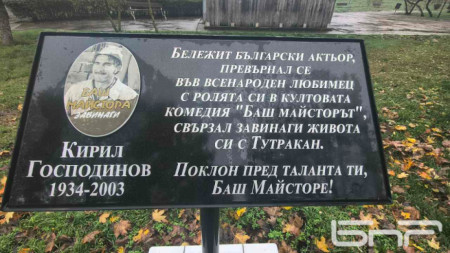 БАШ
МАЙСТОРА
ЗАВИНАГИ
Кирил
Господинов
1934-2003
Бележит български актьор,
превърнал се
във всенароден любимец
с ролята си в култовата
комедия "Баш майсторът",
свързал завинаги живота
си с Тутракан.
Поклон пред таланта ти,
Баш Майсторе!
БНР